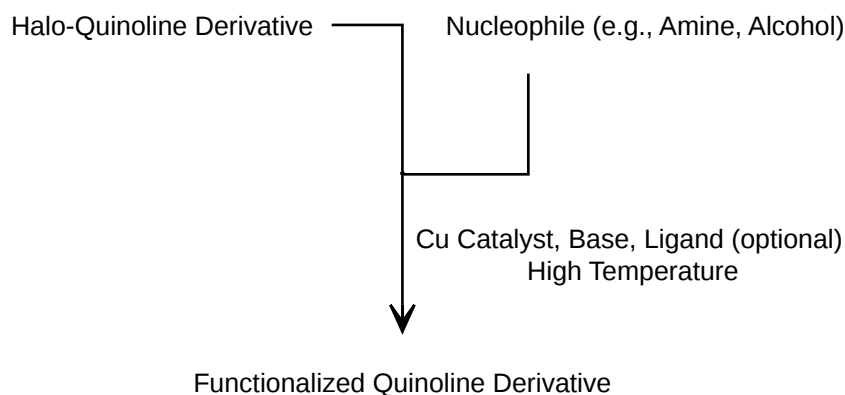 Halo-Quinoline Derivative
Nucleophile (e.g., Amine, Alcohol)
Cu Catalyst, Base, Ligand (optional)
High Temperature
Functionalized Quinoline Derivative